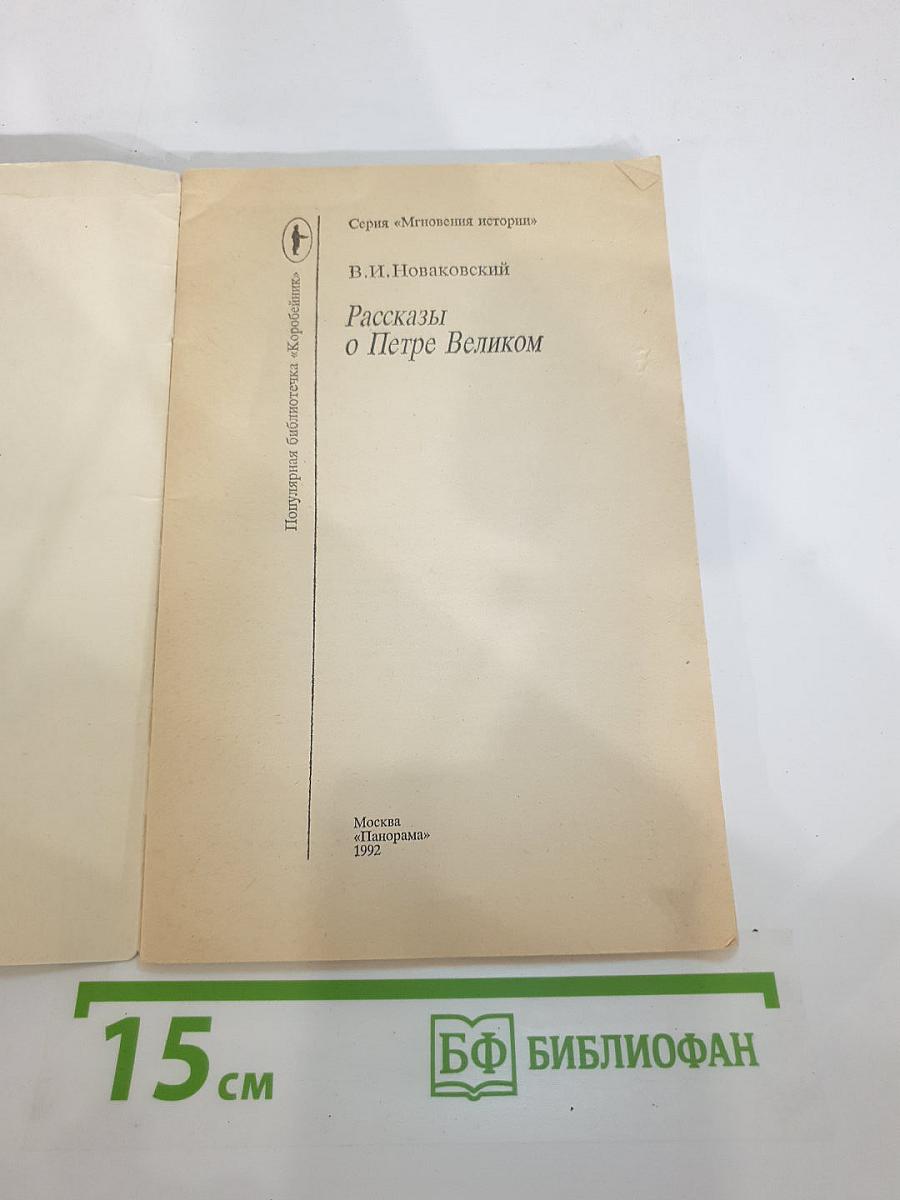 Серия «Мгновения истории»
В.И.Новаковский
Рассказы
о Петре Великом
Популярная библиотечка «Коробейник»
Москва
«Панорама»
1992
15 см
БФ БИБЛИОФАН